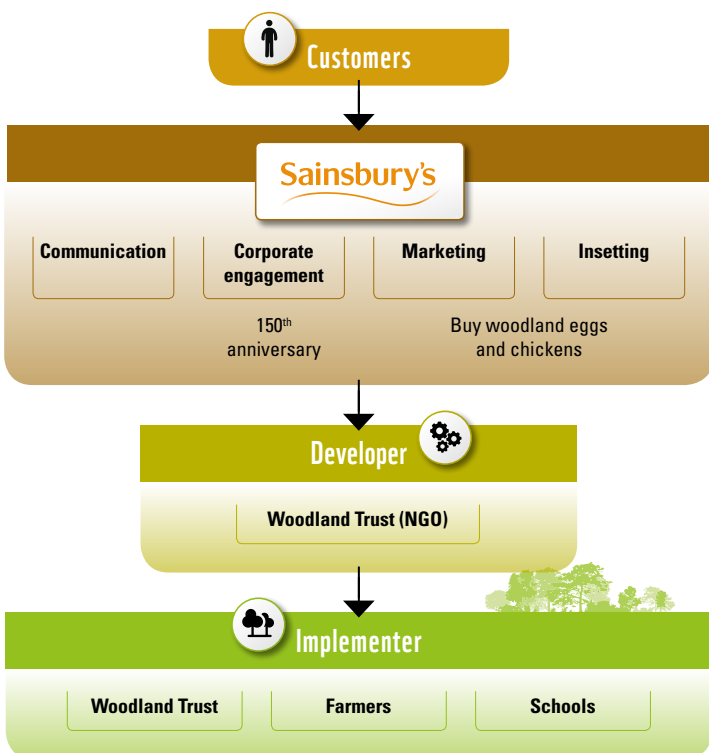 Customers
Sainsbury's
Communication
Corporate
engagement
Marketing
Insetting
150th
anniversary
Buy woodland eggs
and chickens
Developer
Woodland Trust (NGO)
Implementer
Woodland Trust
Farmers
Schools